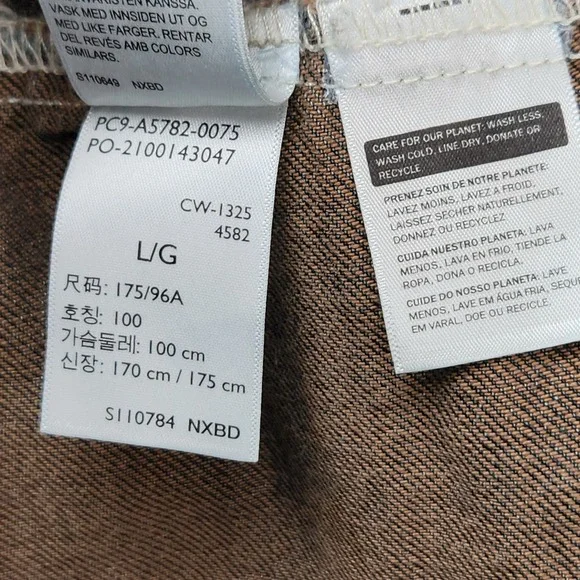 VASK MED INNSIDEN UT OG
MED LIKE FARGER. RENTAR
DEL REVÉS AMB COLORS
SIMILARS.
S110649 NXBD
PC9-A5782-0075
PO-2100143047
CW-1325
4582
L/G
尺码: 175/96A
호칭: 100
가슴둘레: 100 cm
신장: 170 cm / 175 cm
S110784 NXBD
CARE FOR OUR PLANET: WASH LESS,
WASH COLD, LINE DRY, DONATE OR
RECYCLE
PRENEZ SOIN DE NOTRE PLANETE:
LAVEZ MOINS, LAVEZ A FROID,
LAISSEZ SÉCHER NATURELLEMENT,
DONNEZ OU RECYCLEZ
CUIDA NUESTRO PLANETA: LAVA
MENOS, LAVA EN FRIO, TIENDE LA
ROPA, DONA O RECICLA.
CUIDE DO NOSSO PLANETA: LAVE
MENOS, LAVE EM ÁGUA FRIA, SEQU
EM VARAL, DOE OU RECICLE.